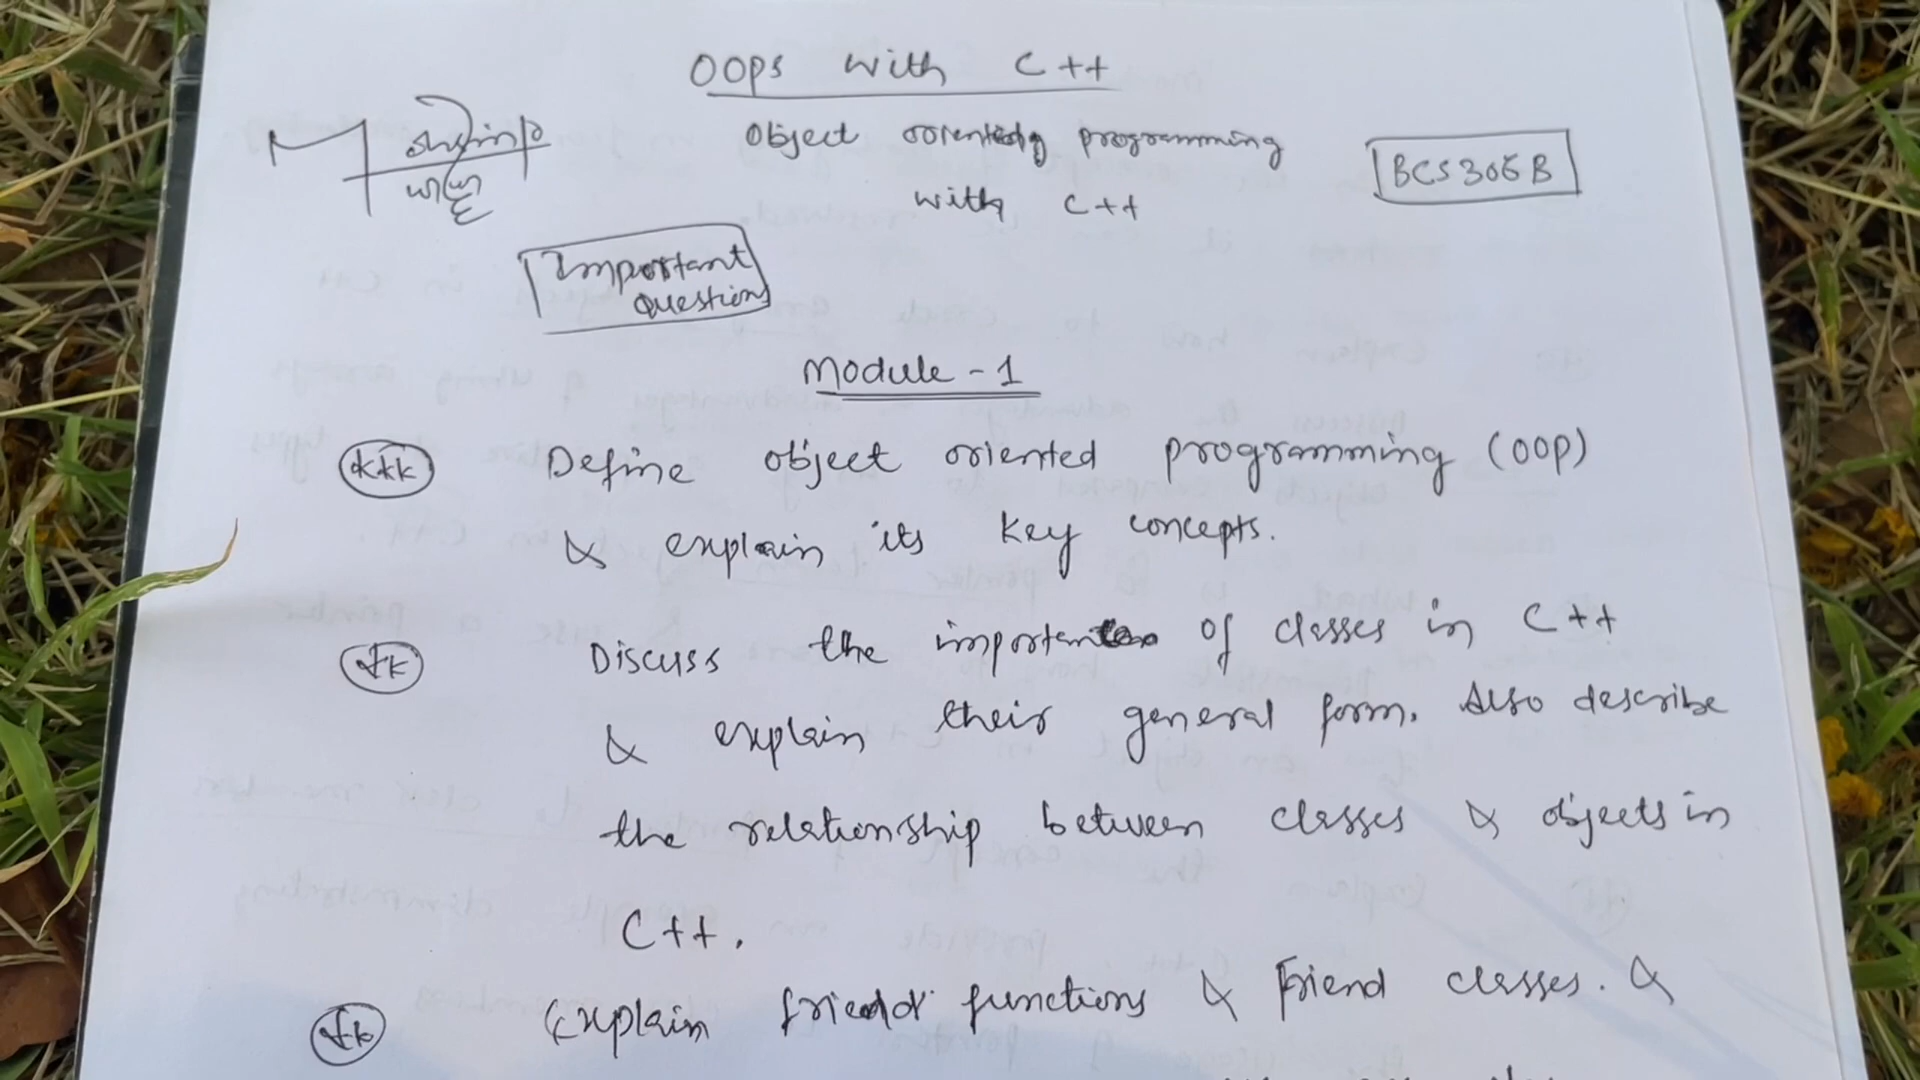 OOPS with C++
Object oriented programming
with C++
BCS306B
Important
questions
Module - 1
*** Define object oriented programming (OOP)
& explain its key concepts.
** Discuss the importance of classes in C++
& explain their general form. Also describe
the relationship between classes & objects in
C++.
** Explain friend functions & Friend classes. &